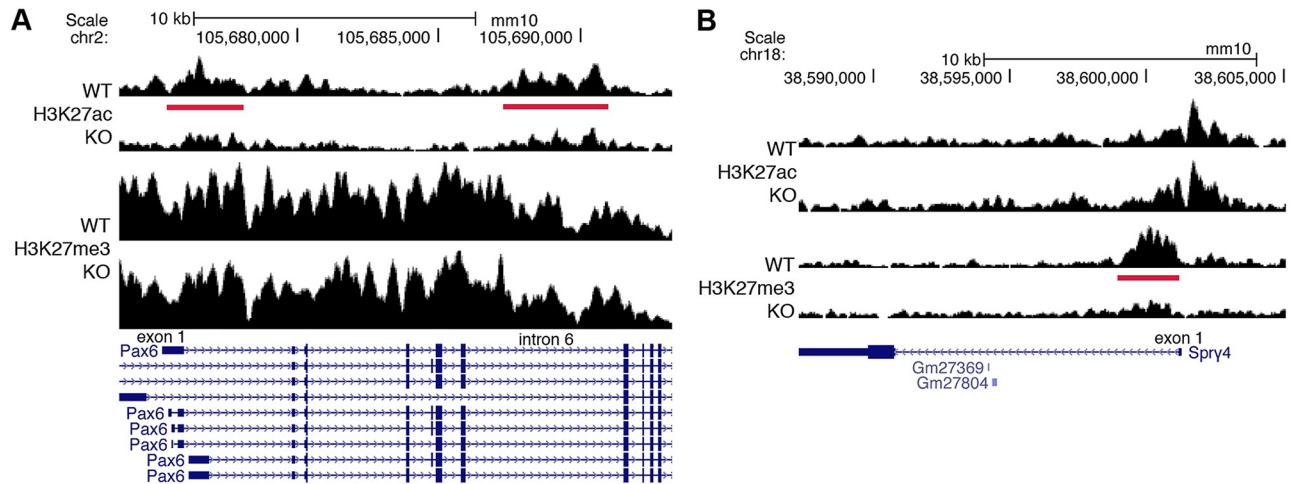 A
Scale
10 kb
mm10
chr2:
105,680,000
105,685,000
105,690,000
WT
H3K27ac
KO
WT
H3K27me3
KO
exon 1
intron 6
Pax6
Pax6
Pax6
Pax6
Pax6
Pax6
B
Scale
chr18:
10 kb
mm10
38,590,000
38,595,000
38,600,000
38,605,000
WT
H3K27ac
KO
WT
H3K27me3
KO
exon 1
Spry4
Gm27369
Gm27804